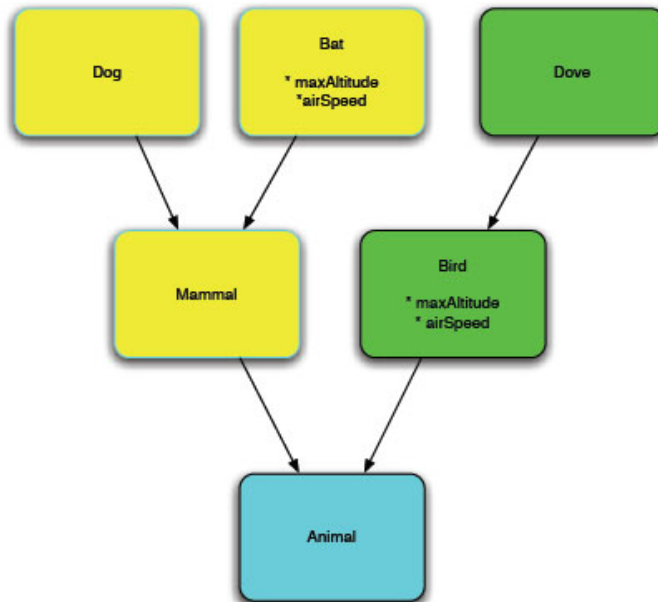 Dog
Bat
* maxAltitude
*airSpeed
Dove
Mammal
Bird
* maxAltitude
* airSpeed
Animal